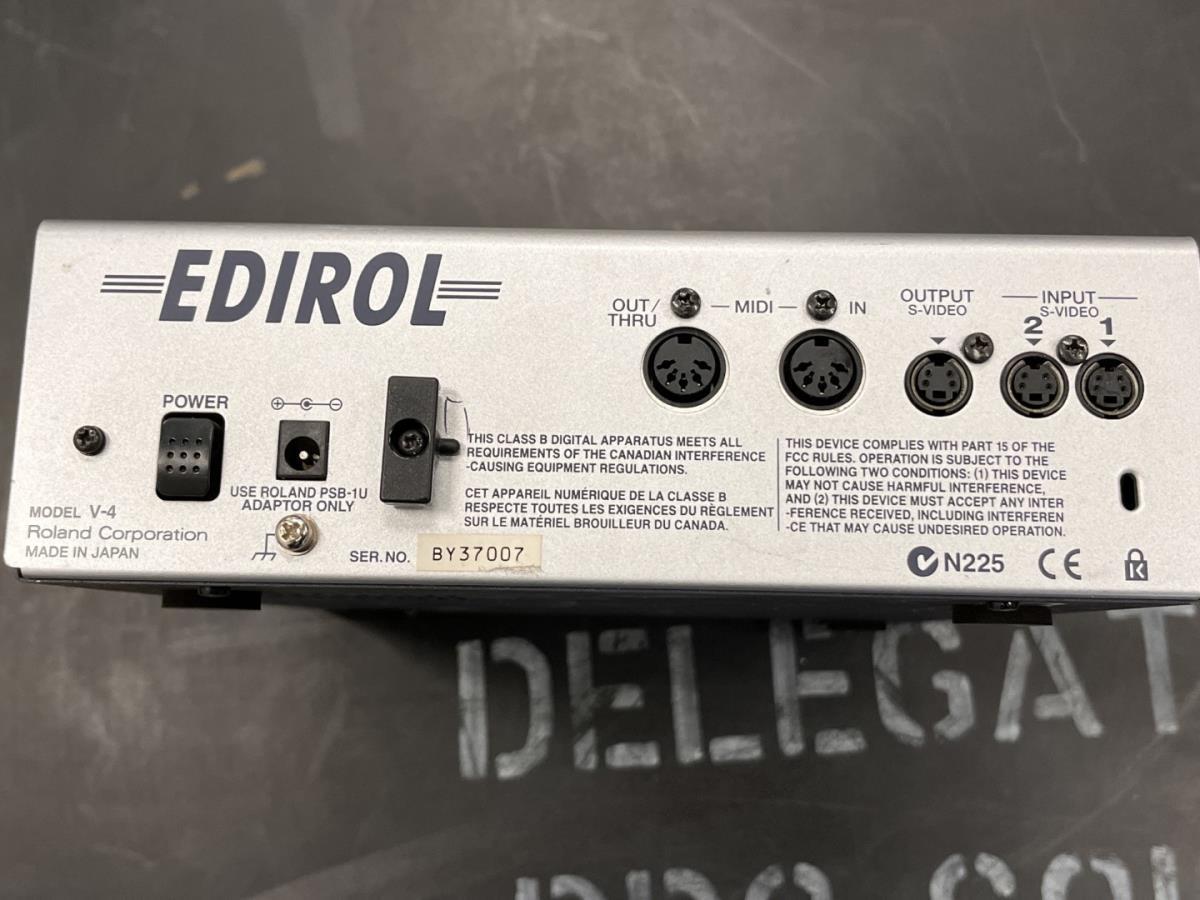 EDIROL
OUT/
THRU
MIDI
IN
OUTPUT
S-VIDEO
INPUT
S-VIDEO
2
1
POWER
USE ROLAND PSB-1U
ADAPTOR ONLY
THIS CLASS B DIGITAL APPARATUS MEETS ALL
REQUIREMENTS OF THE CANADIAN INTERFERENCE
-CAUSING EQUIPMENT REGULATIONS.
CET APPAREIL NUMÉRIQUE DE LA CLASSE B
RESPECTE TOUTES LES EXIGENCES DU RÈGLEMENT
SUR LE MATÉRIEL BROUILLEUR DU CANADA.
THIS DEVICE COMPLIES WITH PART 15 OF THE
FCC RULES. OPERATION IS SUBJECT TO THE
FOLLOWING TWO CONDITIONS: (1) THIS DEVICE
MAY NOT CAUSE HARMFUL INTERFERENCE,
AND (2) THIS DEVICE MUST ACCEPT ANY INTER
-FERENCE RECEIVED, INCLUDING INTERFEREN
-CE THAT MAY CAUSE UNDESIRED OPERATION.
MODEL V-4
Roland Corporation
MADE IN JAPAN
SER. NO. BY37007
N225
CE
K
DELEGAT